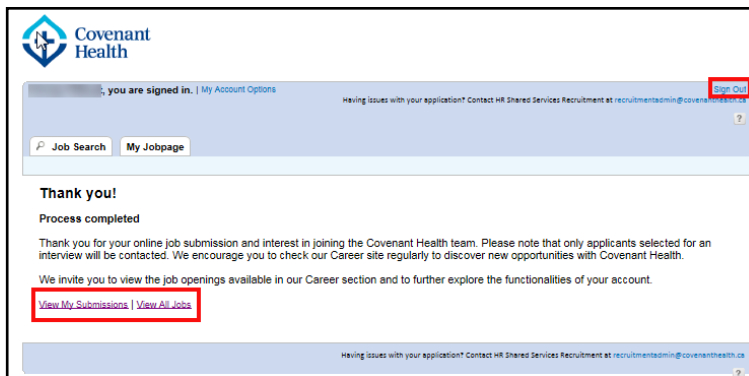 Covenant
Health
, you are signed in. | My Account Options
Sign Out
Having issues with your application? Contact HR Shared Services Recruitment at recruitmentadmin@covenanthealth.ca
?
Job Search
My Jobpage
Thank you!
Process completed
Thank you for your online job submission and interest in joining the Covenant Health team. Please note that only applicants selected for an
interview will be contacted. We encourage you to check our Career site regularly to discover new opportunities with Covenant Health.
We invite you to view the job openings available in our Career section and to further explore the functionalities of your account.
View My Submissions | View All Jobs
Having issues with your application? Contact HR Shared Services Recruitment at recruitmentadmin@covenanthealth.ca
?